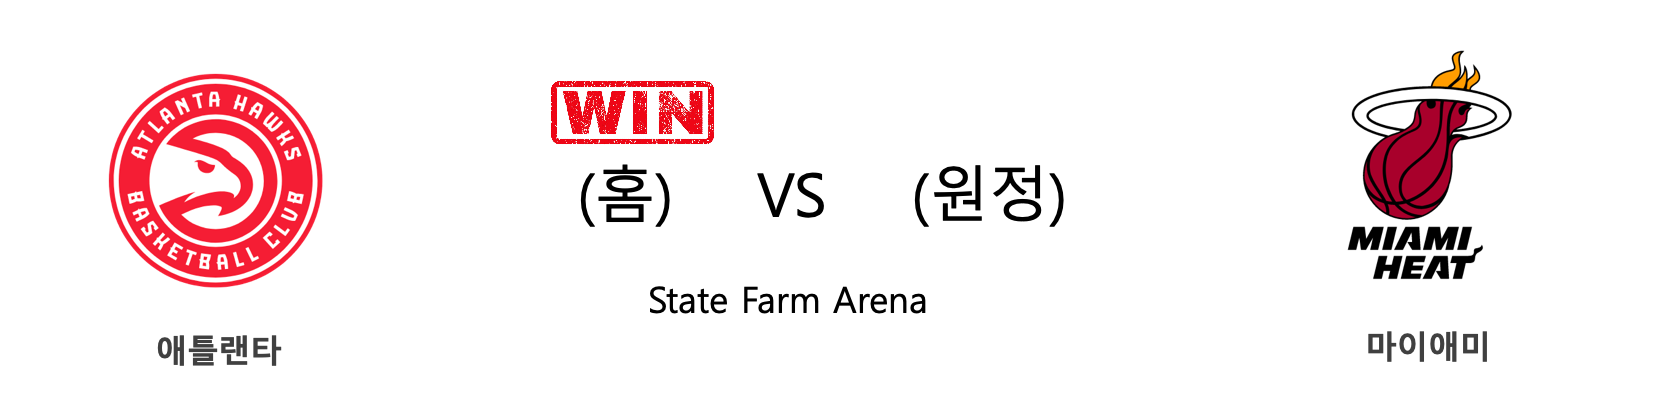 ATLANTA HAWKS
BASKETBALL CLUB
애틀랜타
WIN
(홈) VS (원정)
State Farm Arena
MIAMI
HEAT
마이애미